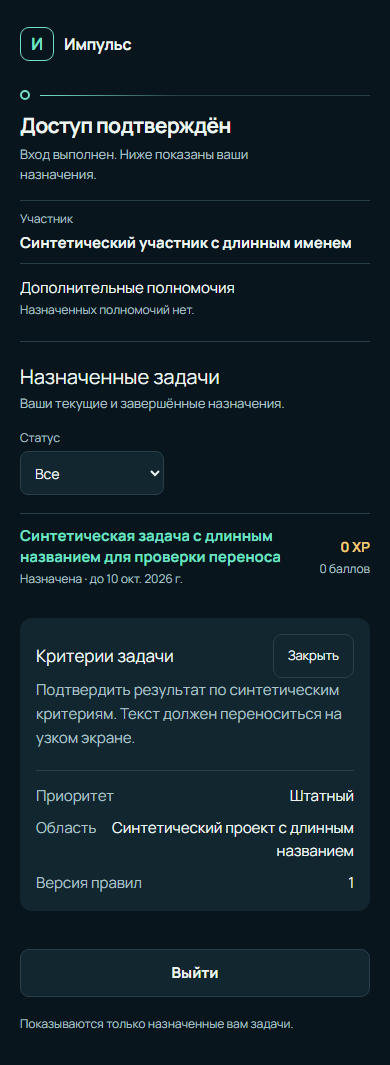 И Импульс
Доступ подтверждён
Вход выполнен. Ниже показаны ваши
назначения.
Участник
Синтетический участник с длинным именем
Дополнительные полномочия
Назначенных полномочий нет.
Назначенные задачи
Ваши текущие и завершённые назначения.
Статус
Все
Синтетическая задача с длинным
названием для проверки переноса
0 XP
Назначена · до 10 окт. 2026 г.
0 баллов
Критерии задачи
Закрыть
Подтвердить результат по синтетическим
критериям. Текст должен переноситься на
узком экране.
Приоритет Штатный
Область Синтетический проект с длинным
названием
Версия правил 1
Выйти
Показываются только назначенные вам задачи.